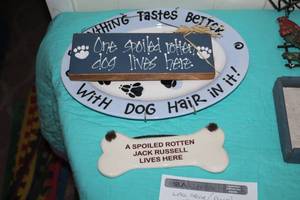 Nothing Tastes Better
One spoiled rotten
dog lives here.
With DOG HAIR in it!
A SPOILED ROTTEN
JACK RUSSELL
LIVES HERE